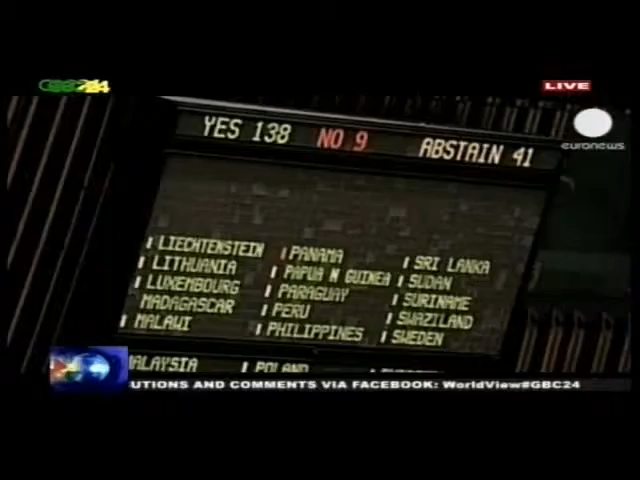 GBC24
LIVE
euronews
YES 138 NO 9 ABSTAIN 41
LIECHTENSTEIN PANAMA SRI LANKA
LITHUANIA PAPUA N GUINEA SUDAN
LUXEMBOURG PARAGUAY SURINAME
MADAGASCAR PERU SWAZILAND
MALAWI PHILIPPINES SWEDEN
ALAYSIA POLAND
UTIONS AND COMMENTS VIA FACEBOOK: WorldView#GBC24